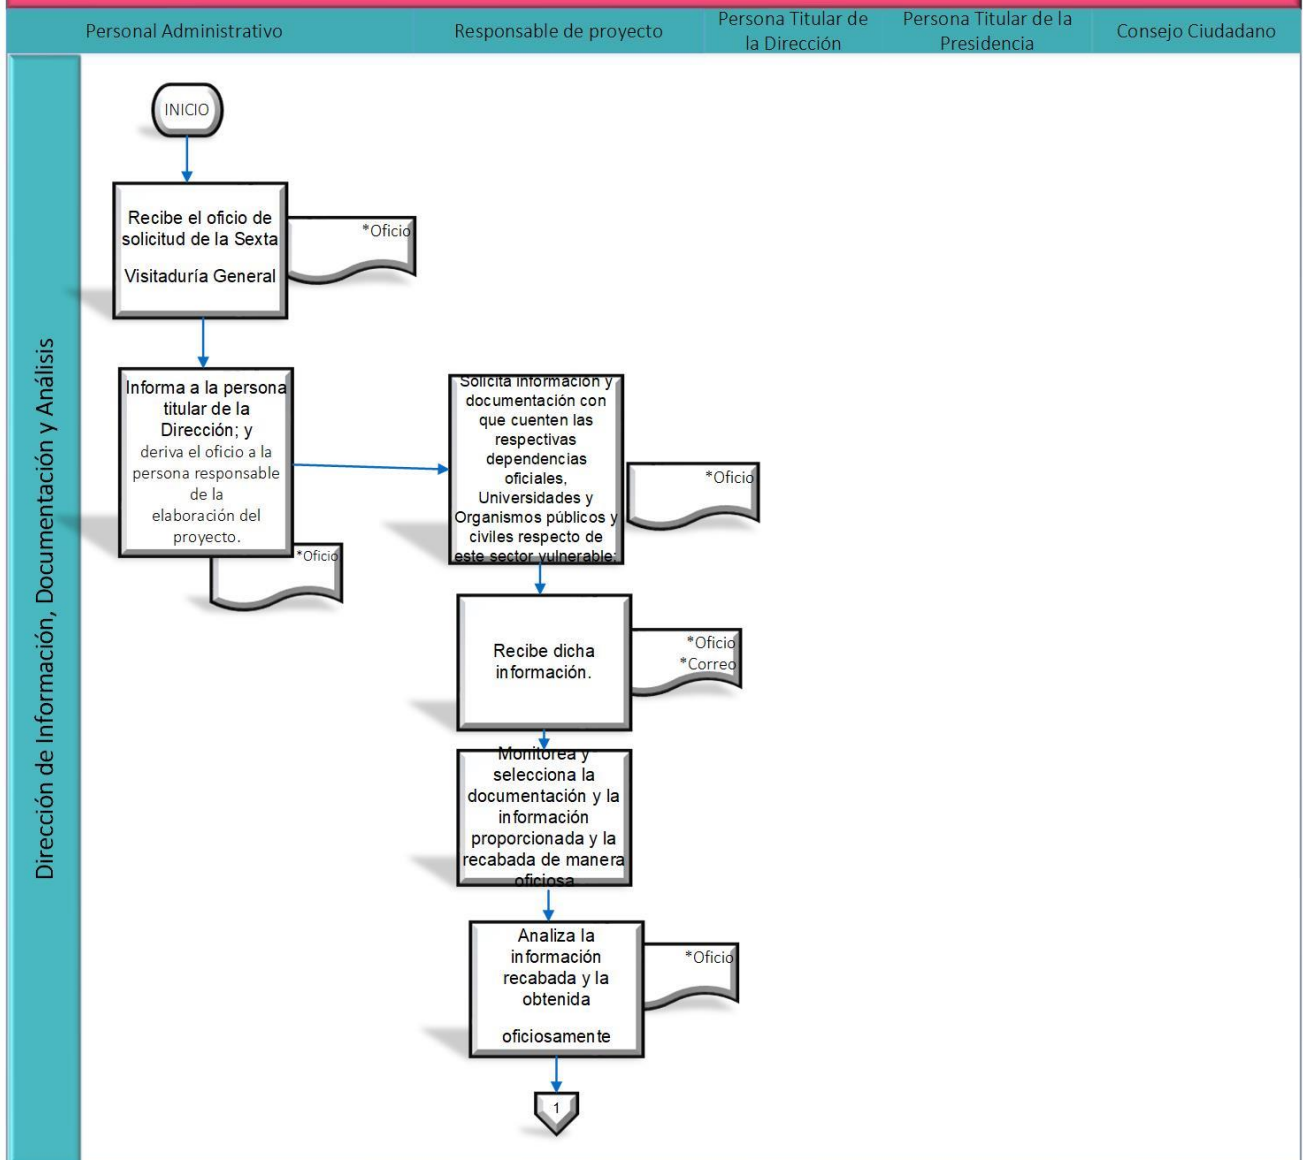 Personal Administrativo
Responsable de proyecto
Persona Titular de
la Dirección
Persona Titular de la
Presidencia
Consejo Ciudadano
Dirección de Información, Documentación y Análisis
INICIO
Recibe el oficio de
solicitud de la Sexta
Visitaduría General
*Oficio
Informa a la persona
titular de la
Dirección; y
deriva el oficio a la
persona responsable
de la
elaboración del
proyecto.
*Oficio
Solicita información y
documentación con
que cuenten las
respectivas
dependencias
oficiales,
Universidades y
Organismos públicos y
civiles respecto de
este sector vulnerable;
*Oficio
Recibe dicha
información.
*Oficio
*Correo
Monitorea y
selecciona la
documentación y la
información
proporcionada y la
recabada de manera
oficiosa
Analiza la
información
recabada y la
obtenida
oficiosamente
*Oficio
1